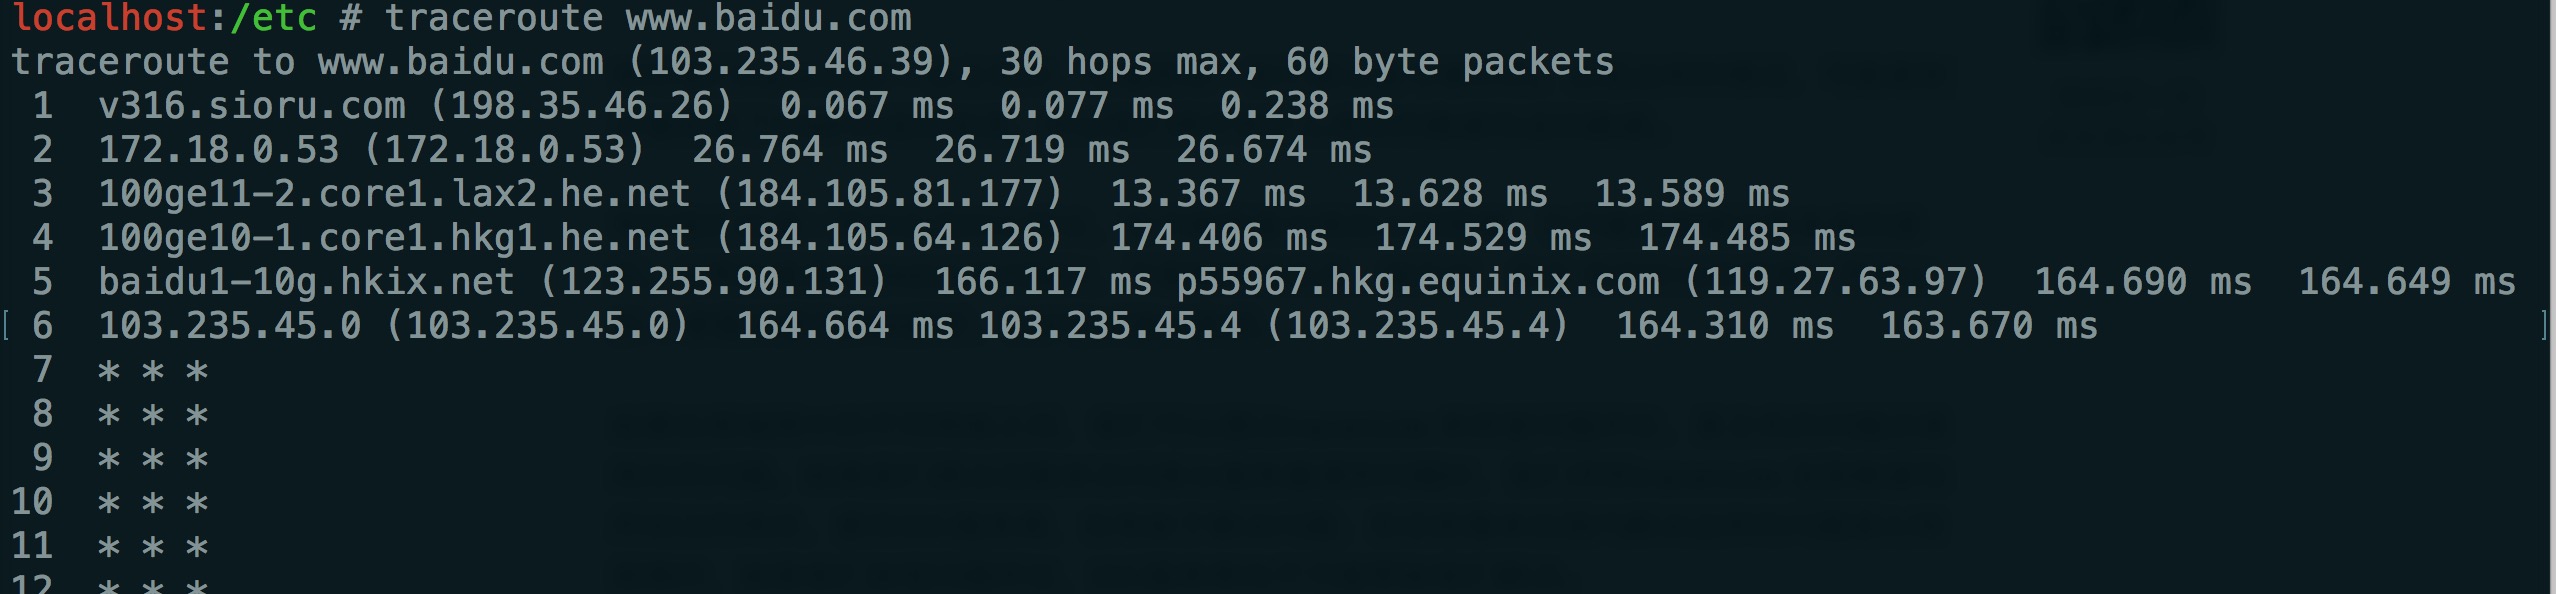 localhost:/etc # traceroute www.baidu.com
traceroute to www.baidu.com (103.235.46.39), 30 hops max, 60 byte packets
 1  v316.sioru.com (198.35.46.26)  0.067 ms  0.077 ms  0.238 ms
 2  172.18.0.53 (172.18.0.53)  26.764 ms  26.719 ms  26.674 ms
 3  100ge11-2.core1.lax2.he.net (184.105.81.177)  13.367 ms  13.628 ms  13.589 ms
 4  100ge10-1.core1.hkg1.he.net (184.105.64.126)  174.406 ms  174.529 ms  174.485 ms
 5  baidu1-10g.hkix.net (123.255.90.131)  166.117 ms p55967.hkg.equinix.com (119.27.63.97)  164.690 ms  164.649 ms
[ 6  103.235.45.0 (103.235.45.0)  164.664 ms 103.235.45.4 (103.235.45.4)  164.310 ms  163.670 ms ]
 7  * * *
 8  * * *
 9  * * *
10  * * *
11  * * *
12  * * *